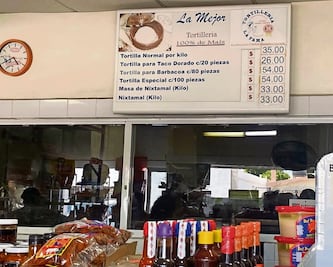 La Mejor
Tortillería
100% de Maíz
TORTILLERIA
LA FAMA
Tortilla Normal por kilo $ 35.00
Tortilla para Taco Dorado c/20 piezas $ 26.00
Tortilla para Barbacoa c/80 piezas $ 54.00
Tortilla Especial c/100 piezas $ 54.00
Masa de Nixtamal (Kilo) $ 33.00
Nixtamal (Kilo) $ 33.00